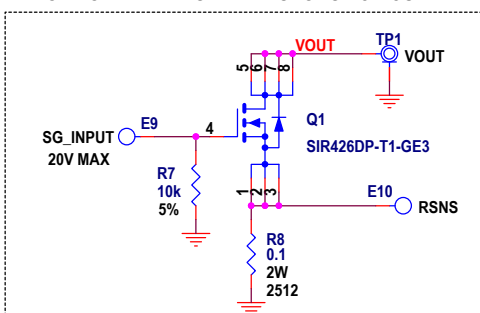 VOUT
TP1
VOUT
5
6
7
8
Q1
SIR426DP-T1-GE3
E9
4
SG_INPUT
20V MAX
R7
10k
5%
1
2
3
E10
RSNS
R8
0.1
2W
2512